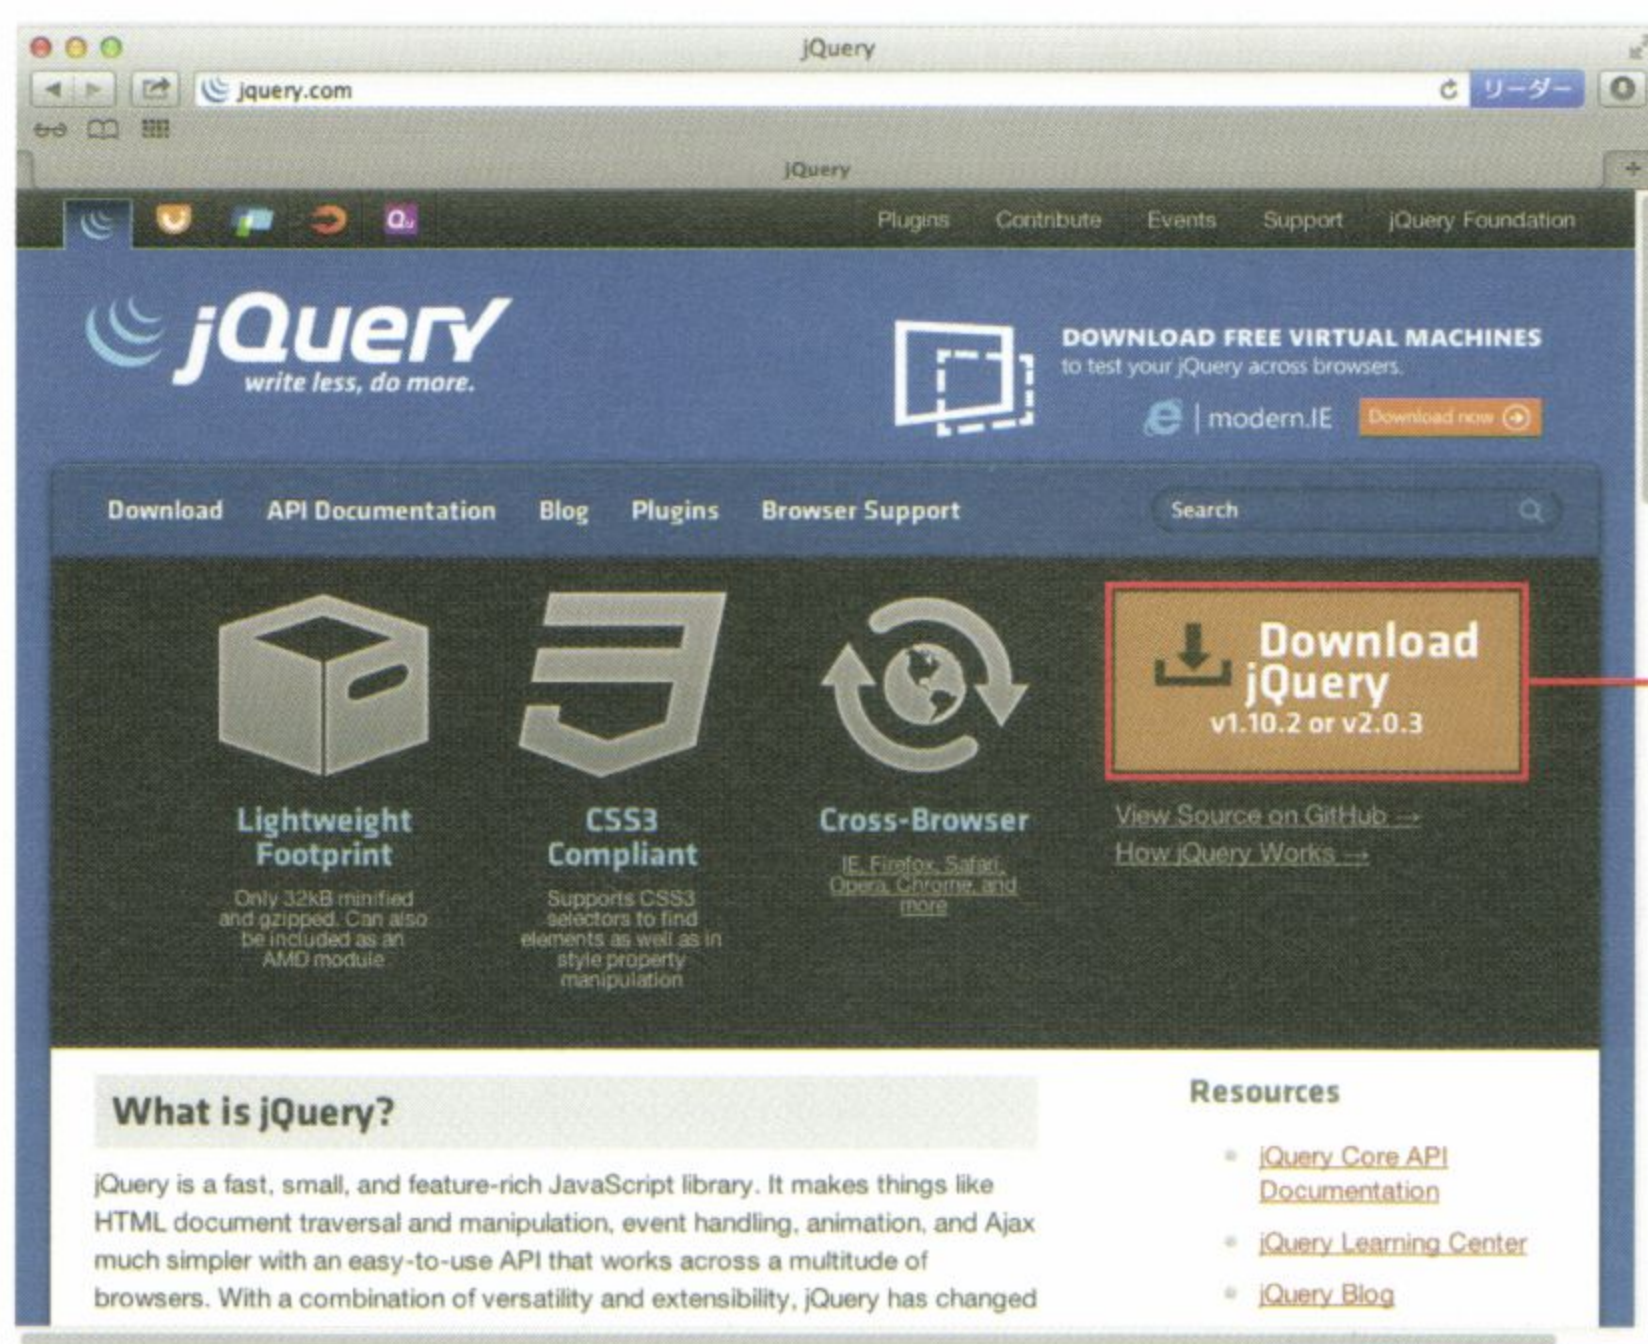 jQuery
jquery.com
リーダー
jQuery
Plugins Contribute Events Support jQuery Foundation
jQuery
write less, do more.
DOWNLOAD FREE VIRTUAL MACHINES
to test your jQuery across browsers.
modern.IE Download now
Download API Documentation Blog Plugins Browser Support Search
Download
jQuery
v1.10.2 or v2.0.3
View Source on GitHub →
How jQuery Works →
Lightweight
Footprint
Only 32kB minified
and gzipped. Can also
be included as an
AMD module
CSS3
Compliant
Supports CSS3
selectors to find
elements as well as in
style property
manipulation
Cross-Browser
IE, Firefox, Safari,
Opera, Chrome, and
more
What is jQuery?
jQuery is a fast, small, and feature-rich JavaScript library. It makes things like
HTML document traversal and manipulation, event handling, animation, and Ajax
much simpler with an easy-to-use API that works across a multitude of
browsers. With a combination of versatility and extensibility, jQuery has changed
Resources
jQuery Core API
Documentation
jQuery Learning Center
jQuery Blog